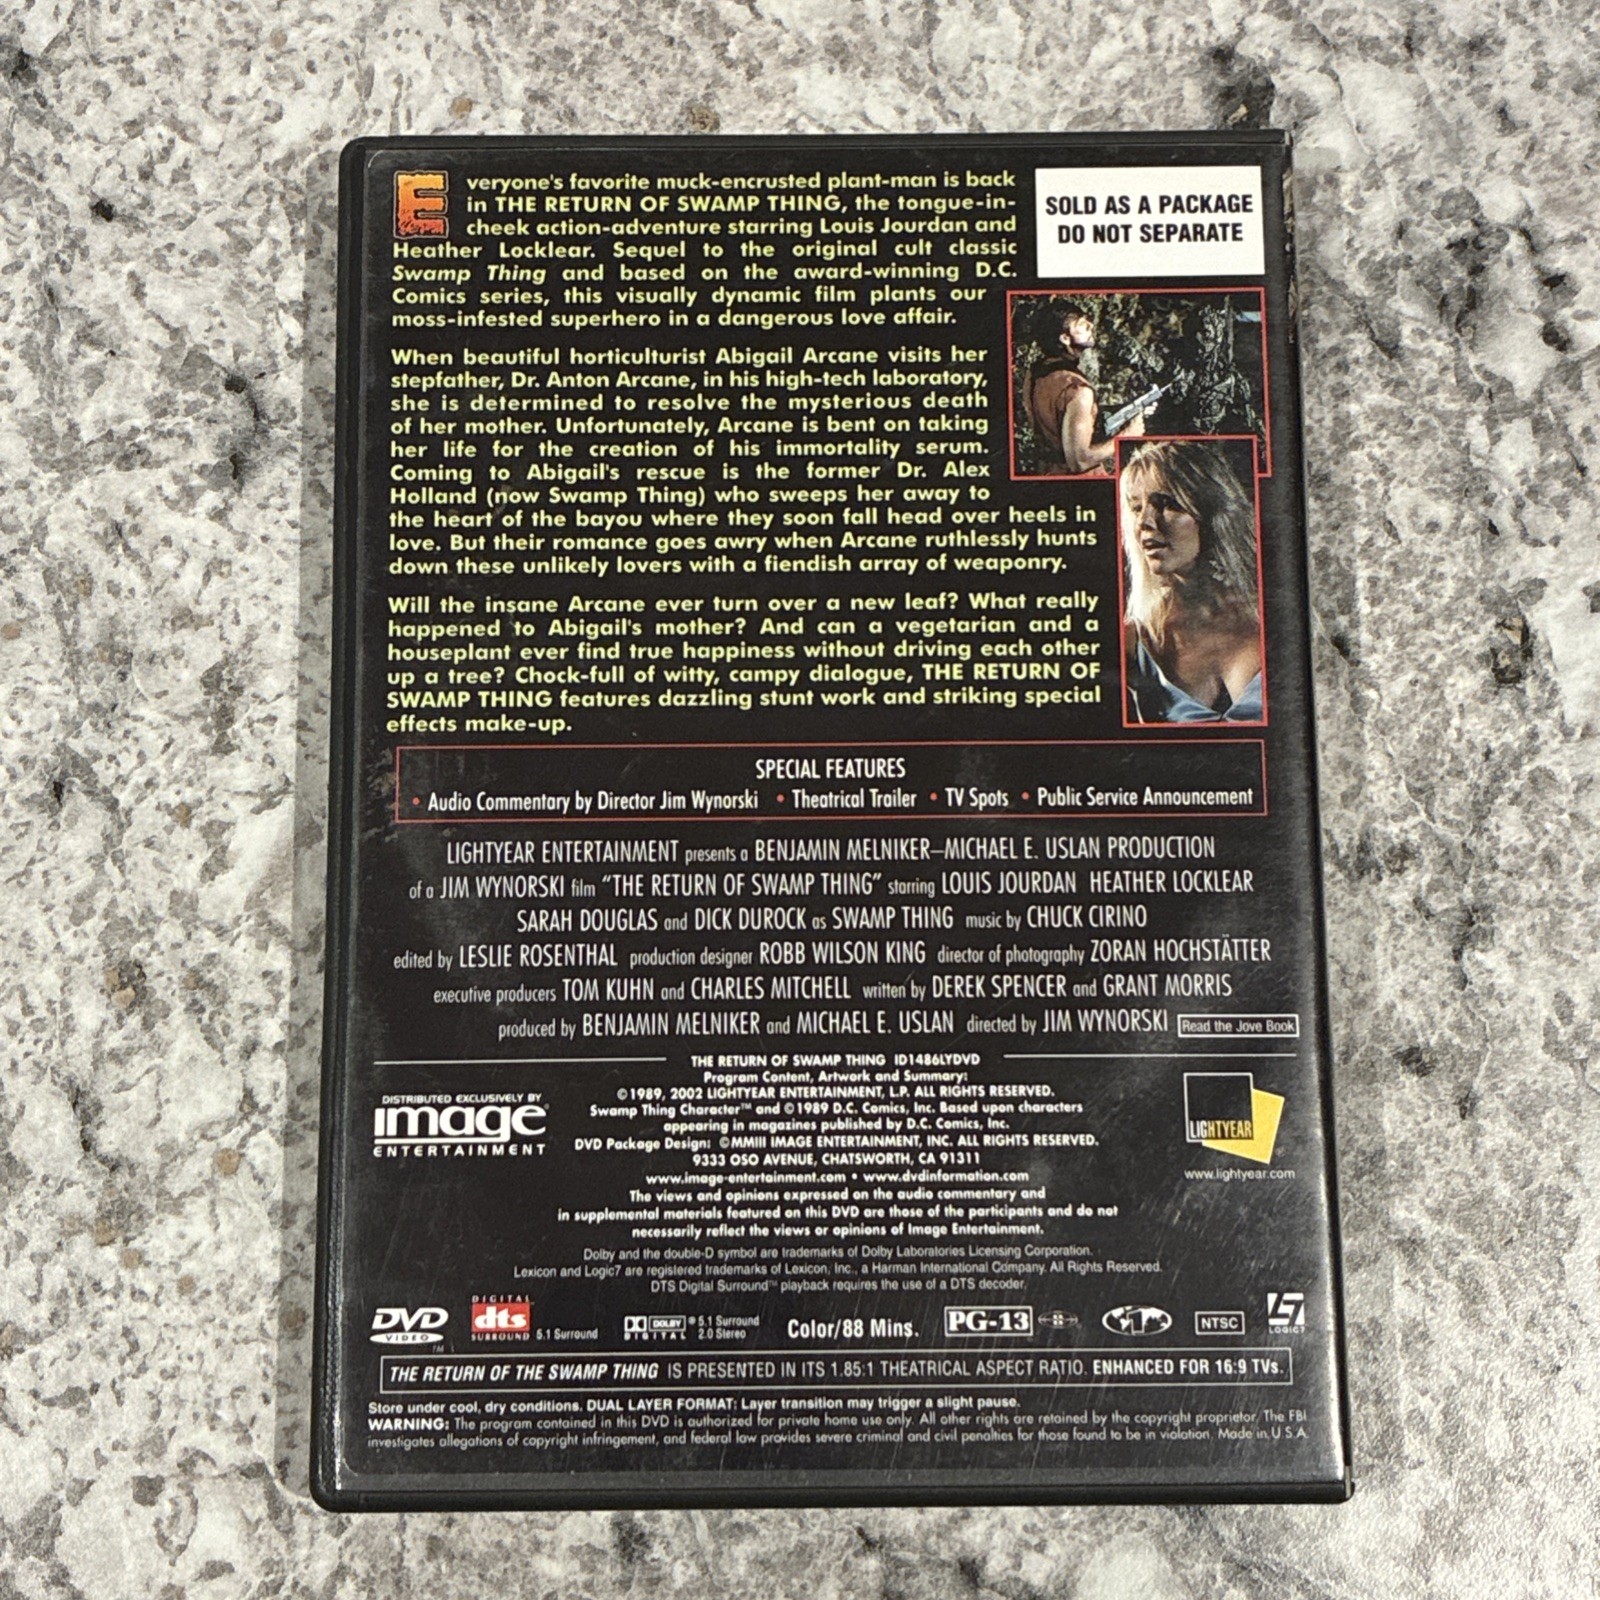 Everyone's favorite muck-encrusted plant-man is back
in THE RETURN OF SWAMP THING, the tongue-in-
cheek action-adventure starring Louis Jourdan and
Heather Locklear. Sequel to the original cult classic
Swamp Thing and based on the award-winning D.C.
Comics series, this visually dynamic film plants our
moss-infested superhero in a dangerous love affair.
SOLD AS A PACKAGE
DO NOT SEPARATE
When beautiful horticulturist Abigail Arcane visits her
stepfather, Dr. Anton Arcane, in his high-tech laboratory,
she is determined to resolve the mysterious death
of her mother. Unfortunately, Arcane is bent on taking
her life for the creation of his immortality serum.
Coming to Abigail's rescue is the former Dr. Alex
Holland (now Swamp Thing) who sweeps her away to
the heart of the bayou where they soon fall head over heels in
love. But their romance goes awry when Arcane ruthlessly hunts
down these unlikely lovers with a fiendish array of weaponry.
Will the insane Arcane ever turn over a new leaf? What really
happened to Abigail's mother? And can a vegetarian and a
houseplant ever find true happiness without driving each other
up a tree? Chock-full of witty, campy dialogue, THE RETURN OF
SWAMP THING features dazzling stunt work and striking special
effects make-up.
SPECIAL FEATURES
• Audio Commentary by Director Jim Wynorski • Theatrical Trailer • TV Spots • Public Service Announcement
LIGHTYEAR ENTERTAINMENT presents a BENJAMIN MELNIKER–MICHAEL E. USLAN PRODUCTION
of a JIM WYNORSKI film "THE RETURN OF SWAMP THING" starring LOUIS JOURDAN HEATHER LOCKLEAR
SARAH DOUGLAS and DICK DUROCK as SWAMP THING music by CHUCK CIRINO
edited by LESLIE ROSENTHAL production designer ROBB WILSON KING director of photography ZORAN HOCHSTÄTTER
executive producers TOM KUHN and CHARLES MITCHELL written by DEREK SPENCER and GRANT MORRIS
produced by BENJAMIN MELNIKER and MICHAEL E. USLAN directed by JIM WYNORSKI Read the Jove Book
THE RETURN OF SWAMP THING ID1486LYDVD
Program Content, Artwork and Summary:
©1989, 2002 LIGHTYEAR ENTERTAINMENT, L.P. ALL RIGHTS RESERVED.
Swamp Thing Character™ and ©1989 D.C. Comics, Inc. Based upon characters
appearing in magazines published by D.C. Comics, Inc.
DVD Package Design: ©MMIII IMAGE ENTERTAINMENT, INC. ALL RIGHTS RESERVED.
9333 OSO AVENUE, CHATSWORTH, CA 91311
www.image-entertainment.com • www.dvdinformation.com
The views and opinions expressed on the audio commentary and
in supplemental materials featured on this DVD are those of the participants and do not
necessarily reflect the views or opinions of Image Entertainment.
DISTRIBUTED EXCLUSIVELY BY
image
ENTERTAINMENT
LIGHTYEAR
www.lightyear.com
Dolby and the double-D symbol are trademarks of Dolby Laboratories Licensing Corporation.
Lexicon and Logic7 are registered trademarks of Lexicon, Inc., a Harman International Company. All Rights Reserved.
DTS Digital Surround™ playback requires the use of a DTS decoder.
DVD
VIDEO
TM
DIGITAL
dts
SURROUND 5.1 Surround
DOLBY
DIGITAL
5.1 Surround
2.0 Stereo
Color/88 Mins.
PG-13
NTSC
L7
LOGIC7
THE RETURN OF THE SWAMP THING IS PRESENTED IN ITS 1.85:1 THEATRICAL ASPECT RATIO. ENHANCED FOR 16:9 TVs.
Store under cool, dry conditions. DUAL LAYER FORMAT: Layer transition may trigger a slight pause.
WARNING: The program contained in this DVD is authorized for private home use only. All other rights are retained by the copyright proprietor. The FBI
investigates allegations of copyright infringement, and federal law provides severe criminal and civil penalties for those found to be in violation. Made in U.S.A.